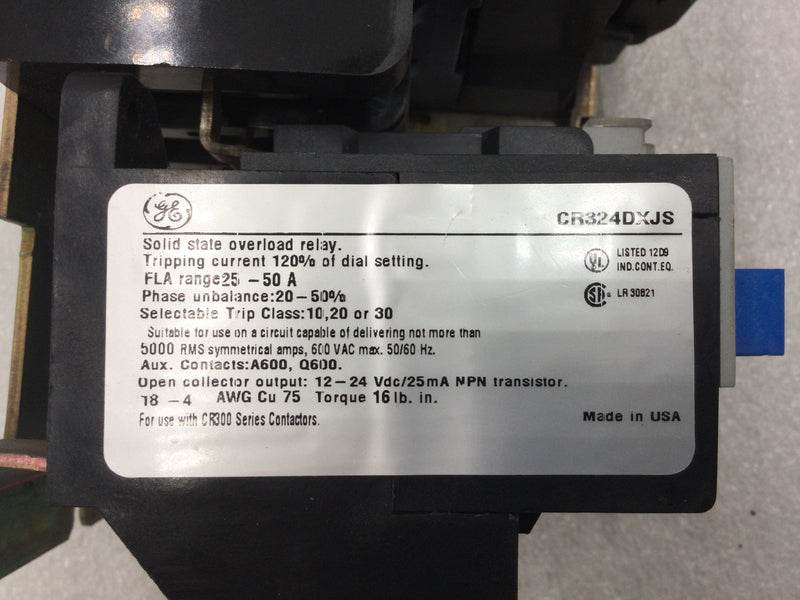 GE
CR324DXJS
Solid state overload relay.
Tripping current 120% of dial setting.
FLA range25 – 50 A
Phase unbalance:20–50%
Selectable Trip Class:10,20 or 30
Suitable for use on a circuit capable of delivering not more than
5000 RMS symmetrical amps, 600 VAC max. 50/60 Hz.
Aux. Contacts:A600, Q600.
Open collector output: 12–24 Vdc/25mA NPN transistor.
18 –4 AWG Cu 75 Torque 16 lb. in.
For use with CR300 Series Contactors.
UL LISTED 12D9
IND.CONT.EQ.
LR 30821
Made in USA